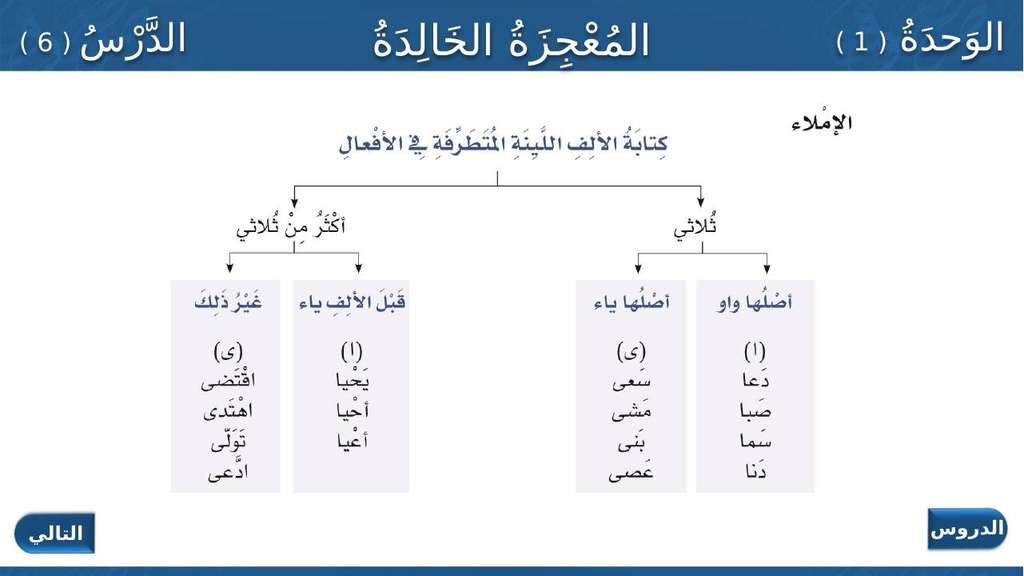 الوَحدَةُ ( 1 )
المُعْجِزَةُ الخَالِدَةُ
الدَّرْسُ ( 6 )
الإمْلاء
كِتابَةُ الألِفِ اللَّيِنَةِ المُتَطَرِّفَةِ فِي الأفْعالِ
ثُلاثي
أكْثَرُ مِنْ ثُلاثي
أصْلُها واو
(ا)
دَعا
صَبا
سَما
دَنا
أصْلُها ياء
(ى)
سَعى
مَشى
بَنى
عَصى
قَبْلَ الألِفِ ياء
(ا)
يَحْيا
أحْيا
أعْيا
غَيْرُ ذَلِكَ
(ى)
اقْتَضى
اهْتَدى
تَوَلّى
ادَّعى
الدروس
التالي